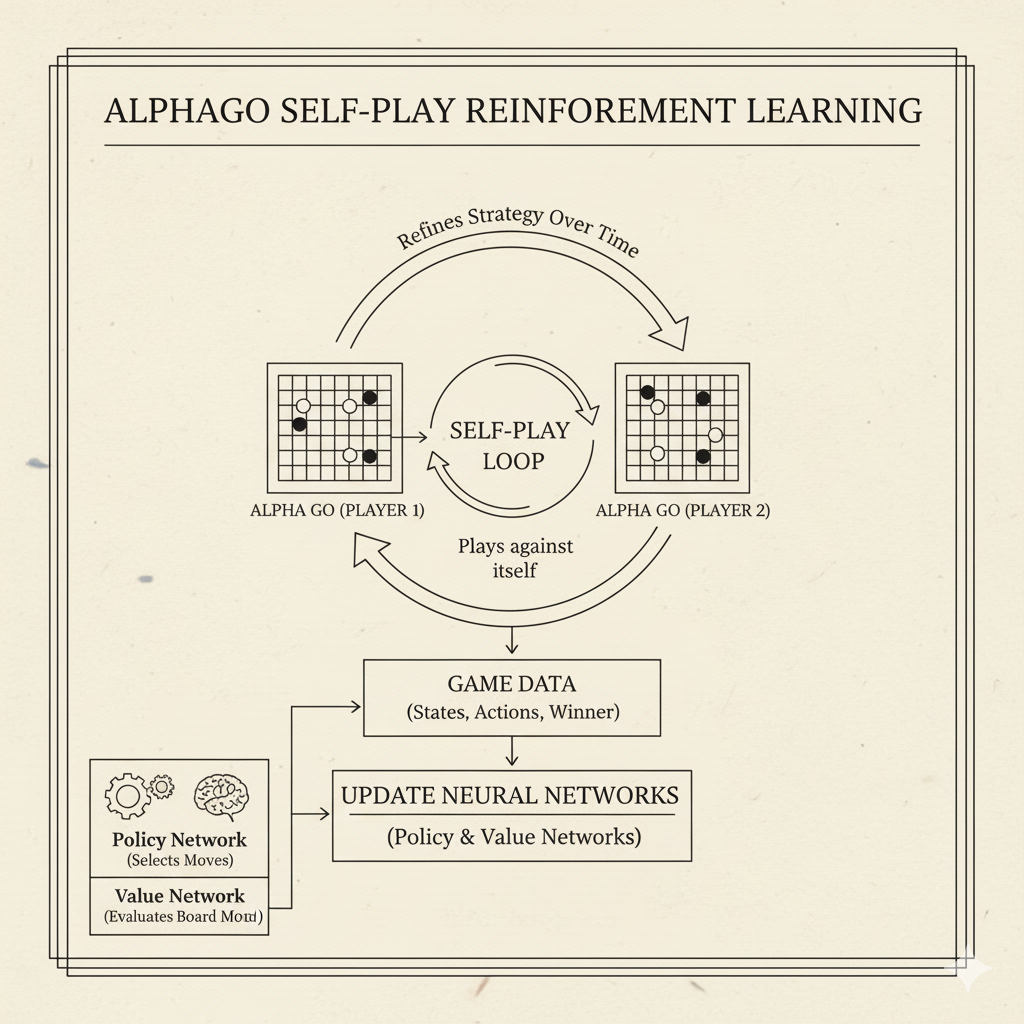 ALPHAGO SELF-PLAY REINFOREMENT LEARNING
Refines Strategy Over Time
SELF-PLAY
LOOP
ALPHA GO (PLAYER 1)
ALPHA GO (PLAYER 2)
Plays against
itself
GAME DATA
(States, Actions, Winner)
UPDATE NEURAL NETWORKS
(Policy & Value Networks)
Policy Network
(Selects Moves)
Value Network
(Evaluates Board